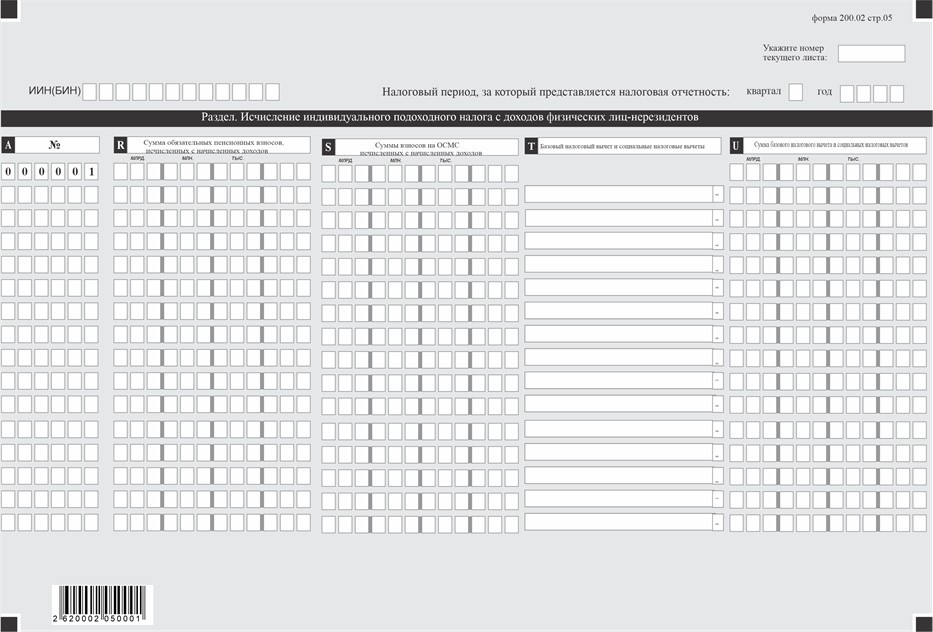 форма 200.02 стр.05
Укажите номер
текущего листа:
ИИН(БИН)
Налоговый период, за который представляется налоговая отчетность:
квартал
год
Раздел. Исчисление индивидуального подоходного налога с доходов физических лиц-нерезидентов
A
№
R
Сумма обязательных пенсионных взносов,
исчисленных с начисленных доходов
S
Суммы взносов на ОСМС
исчисленных с начисленных доходов
T
Базовый налоговый вычет и социальные налоговые вычеты
U
Сумма базового налогового вычета и социальных налоговых вычетов
МЛРД. МЛН. ТЫС.
МЛРД. МЛН. ТЫС.
МЛРД. МЛН. ТЫС.
0 0 0 0 0 1
2 620002 050001